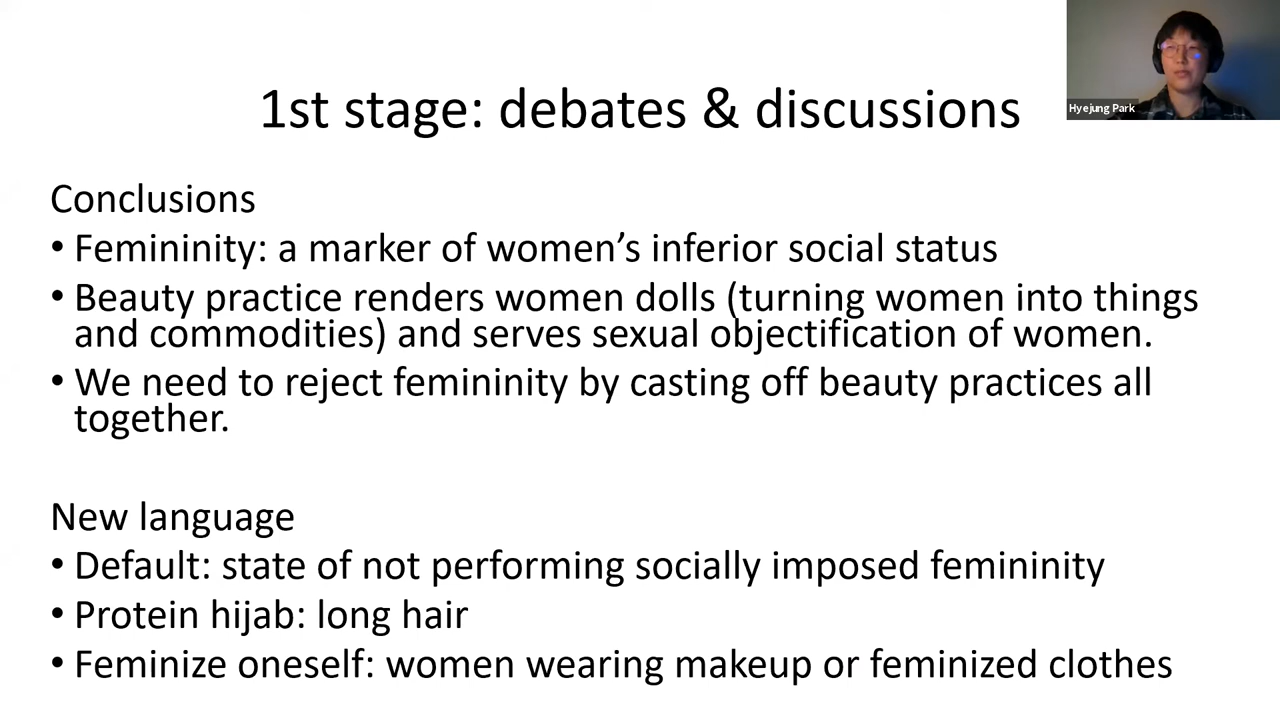 Hyejung Park
1st stage: debates & discussions
Conclusions
• Femininity: a marker of women’s inferior social status
• Beauty practice renders women dolls (turning women into things
and commodities) and serves sexual objectification of women.
• We need to reject femininity by casting off beauty practices all
together.
New language
• Default: state of not performing socially imposed femininity
• Protein hijab: long hair
• Feminize oneself: women wearing makeup or feminized clothes